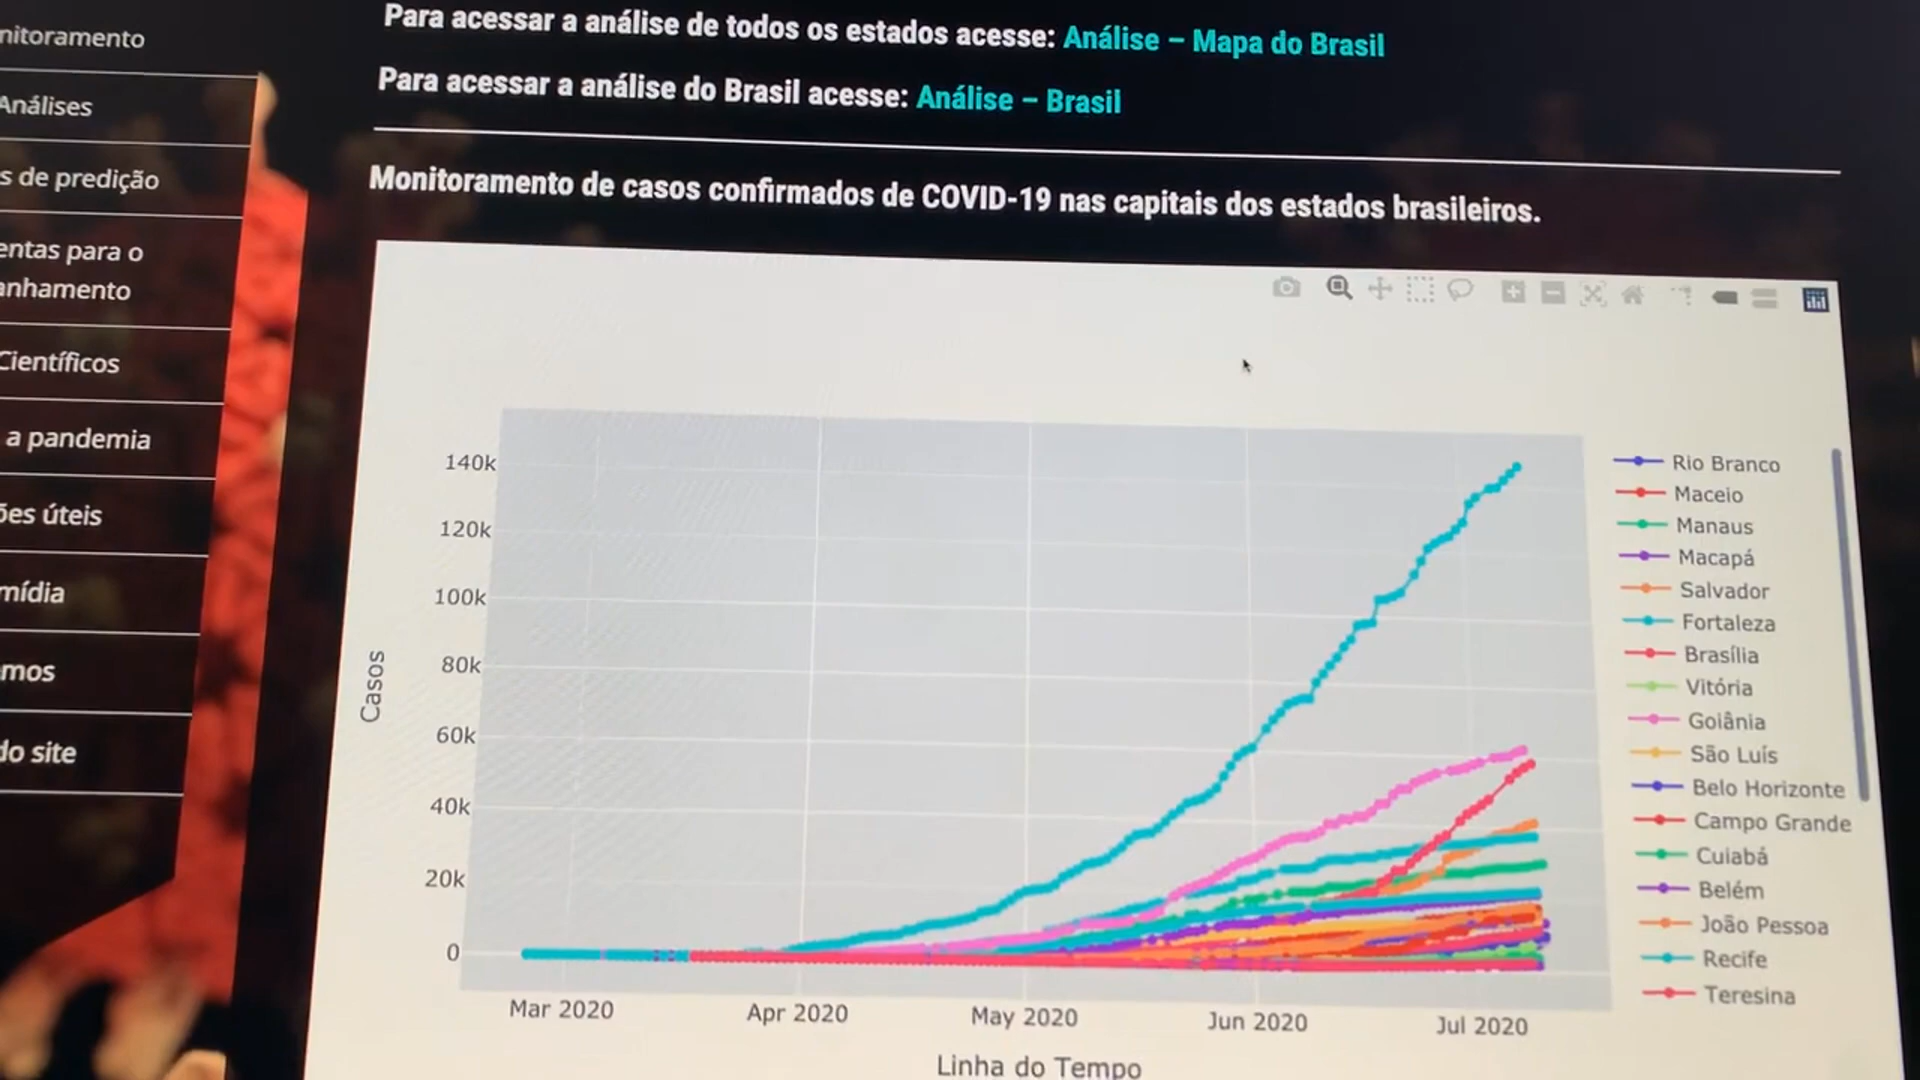 Para acessar a análise de todos os estados acesse: Análise – Mapa do Brasil
Para acessar a análise do Brasil acesse: Análise – Brasil
nitoramento
Análises
s de predição
entas para o
anhamento
Científicos
a pandemia
ões úteis
mídia
mos
do site
Monitoramento de casos confirmados de COVID-19 nas capitais dos estados brasileiros.
Casos
140k
120k
100k
80k
60k
40k
20k
0
Mar 2020
Apr 2020
May 2020
Jun 2020
Jul 2020
Linha do Tempo
Rio Branco
Maceio
Manaus
Macapá
Salvador
Fortaleza
Brasília
Vitória
Goiânia
São Luís
Belo Horizonte
Campo Grande
Cuiabá
Belém
João Pessoa
Recife
Teresina